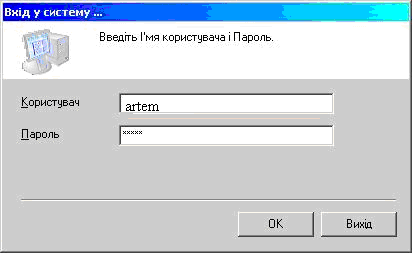 Вхід у систему ...
Введіть І'мя користувача і Пароль.
Користувач
artem
Пароль
*****
OK
Вихід